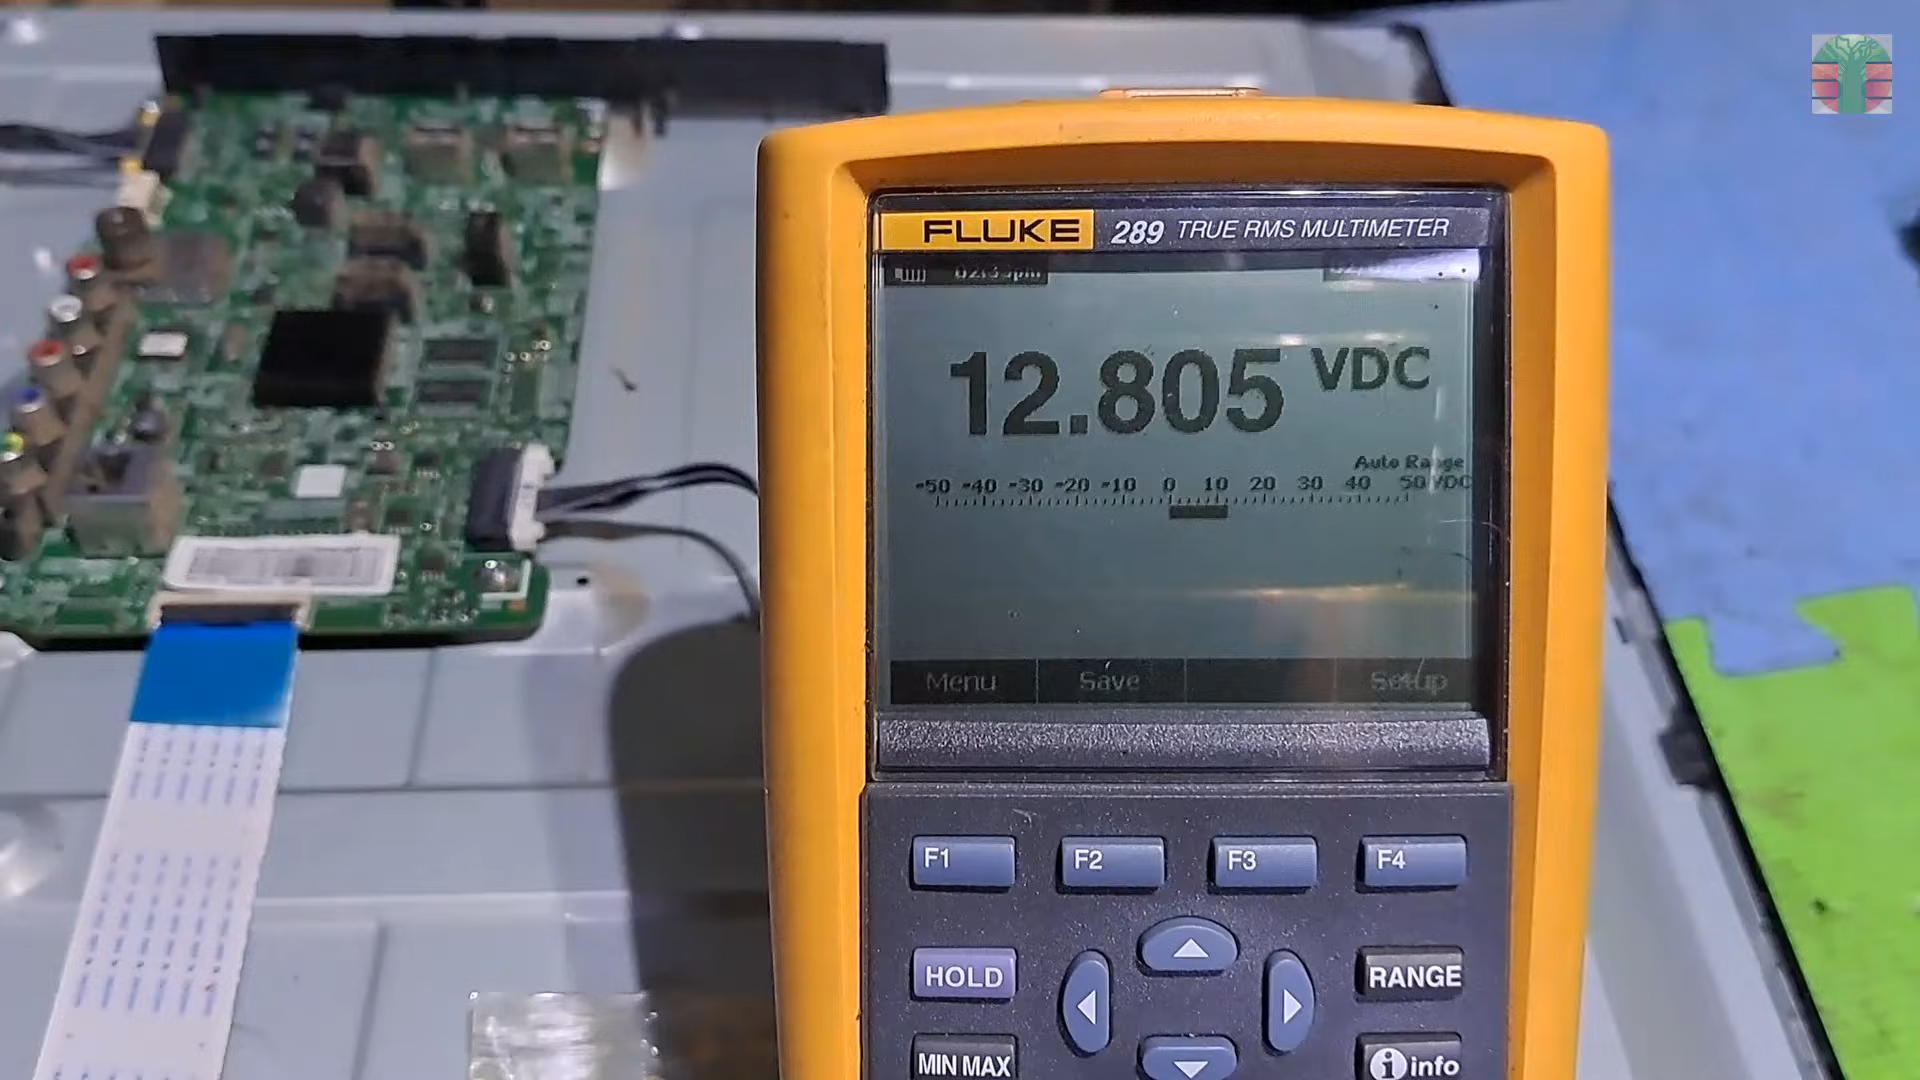 FLUKE 289 TRUE RMS MULTIMETER
12.805 VDC
Auto Range
-50 -40 -30 -20 -10 0 10 20 30 40 50 VDC
Menu Save Setup
F1 F2 F3 F4
HOLD RANGE
MIN MAX info